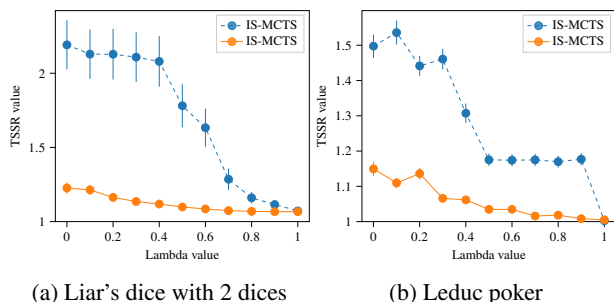 IS-MCTS
IS-MCTS
2
1.5
1
TSSR value
0
0.2
0.4
0.6
0.8
1
Lambda value
(a) Liar's dice with 2 dices
IS-MCTS
IS-MCTS
1.5
1.4
1.3
1.2
1.1
1
TSSR value
0
0.2
0.4
0.6
0.8
1
Lambda value
(b) Leduc poker